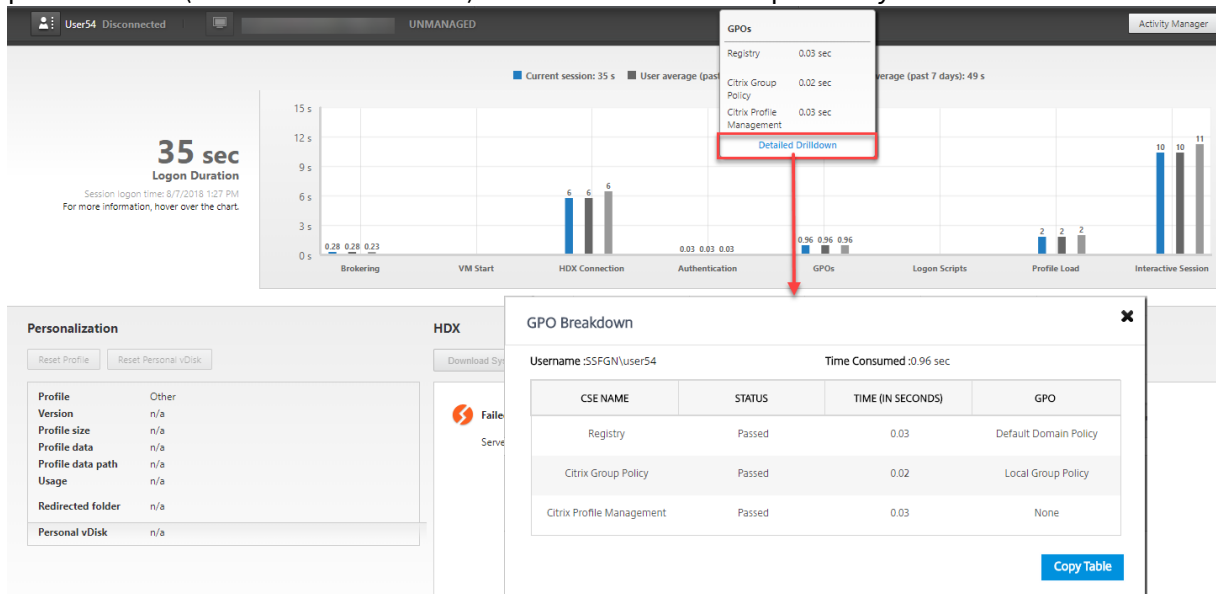 User54 Disconnected
UNMANAGED
Activity Manager
GPOs
Registry 0.03 sec
Citrix Group Policy 0.02 sec
Citrix Profile Management 0.03 sec
Detailed Drilldown
Current session: 35 s User average (pas
verage (past 7 days): 49 s
35 sec
Logon Duration
Session logon time: 8/7/2018 1:27 PM
For more information, hover over the chart.
15 s
12 s
9 s
6 s
3 s
0 s
0.28 0.28 0.23
6 6 6
0.03 0.03 0.03
0.96 0.96 0.96
2 2 2
10 10 11
Brokering VM Start HDX Connection Authentication GPOs Logon Scripts Profile Load Interactive Session
Personalization
Reset Profile Reset Personal vDisk
Profile Other
Version n/a
Profile size n/a
Profile data n/a
Profile data path n/a
Usage n/a
Redirected folder n/a
Personal vDisk n/a
HDX
Download Sy
Faile
Serve
GPO Breakdown
Username :SSFGN\user54 Time Consumed :0.96 sec
CSE NAME STATUS TIME (IN SECONDS) GPO
Registry Passed 0.03 Default Domain Policy
Citrix Group Policy Passed 0.02 Local Group Policy
Citrix Profile Management Passed 0.03 None
Copy Table